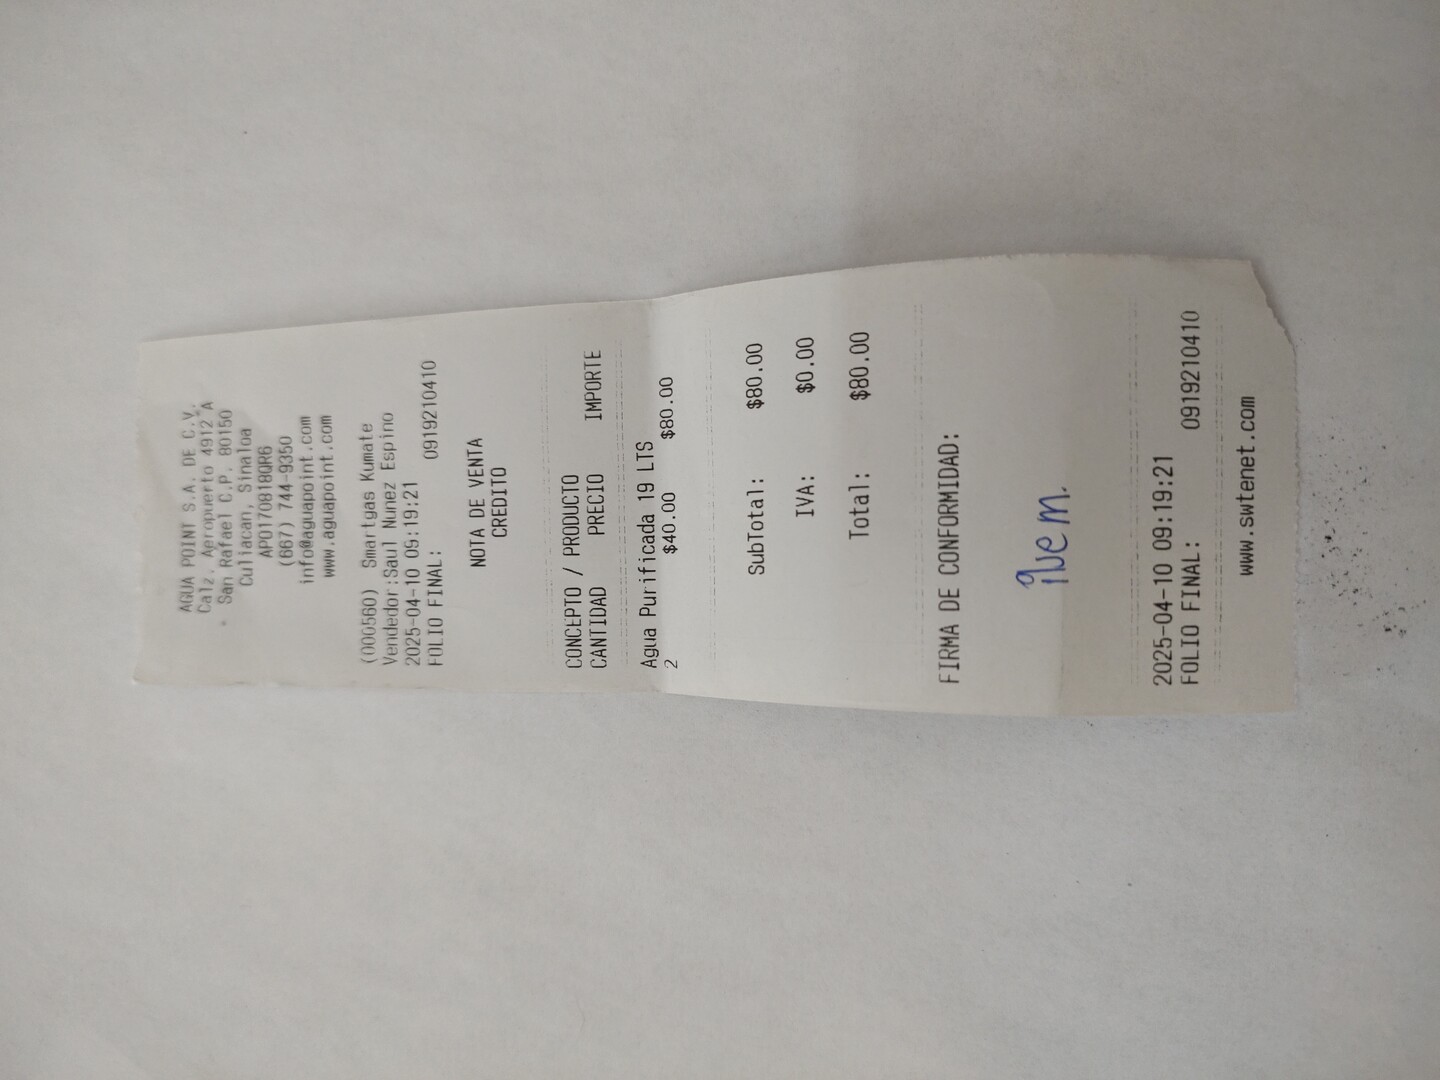 AGUA POINT S.A. DE C.V.
Calz. Aeropuerto 4912 A
San Rafael C.P. 80150
Culiacan, Sinaloa
APO170818QR6
(667) 744-9350
info@aguapoint.com
www.aguapoint.com
(000560) Smartgas Kumate
Vendedor:Saul Nunez Espino
2025-04-10 09:19:21
FOLIO FINAL: 0919210410
NOTA DE VENTA
CREDITO
CONCEPTO / PRODUCTO
CANTIDAD PRECIO IMPORTE
Agua Purificada 19 LTS
2 $40.00 $80.00
SubTotal: $80.00
IVA: $0.00
Total: $80.00
FIRMA DE CONFORMIDAD:
2025-04-10 09:19:21
FOLIO FINAL: 0919210410
www.swtenet.com